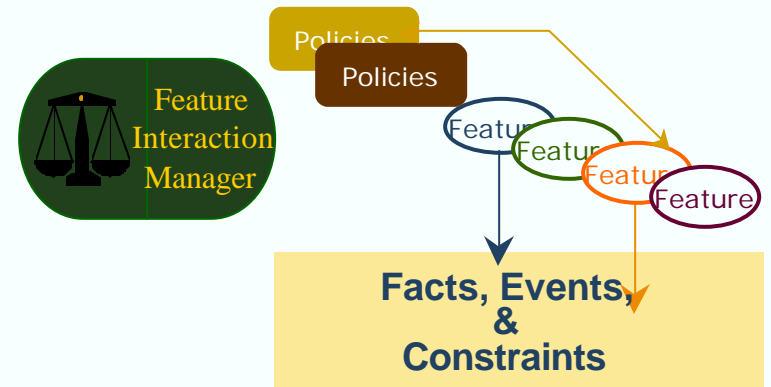 Policies
Policies
Feature
Interaction
Manager
Featur
Featur
Featur
Feature
Facts, Events,
&
Constraints